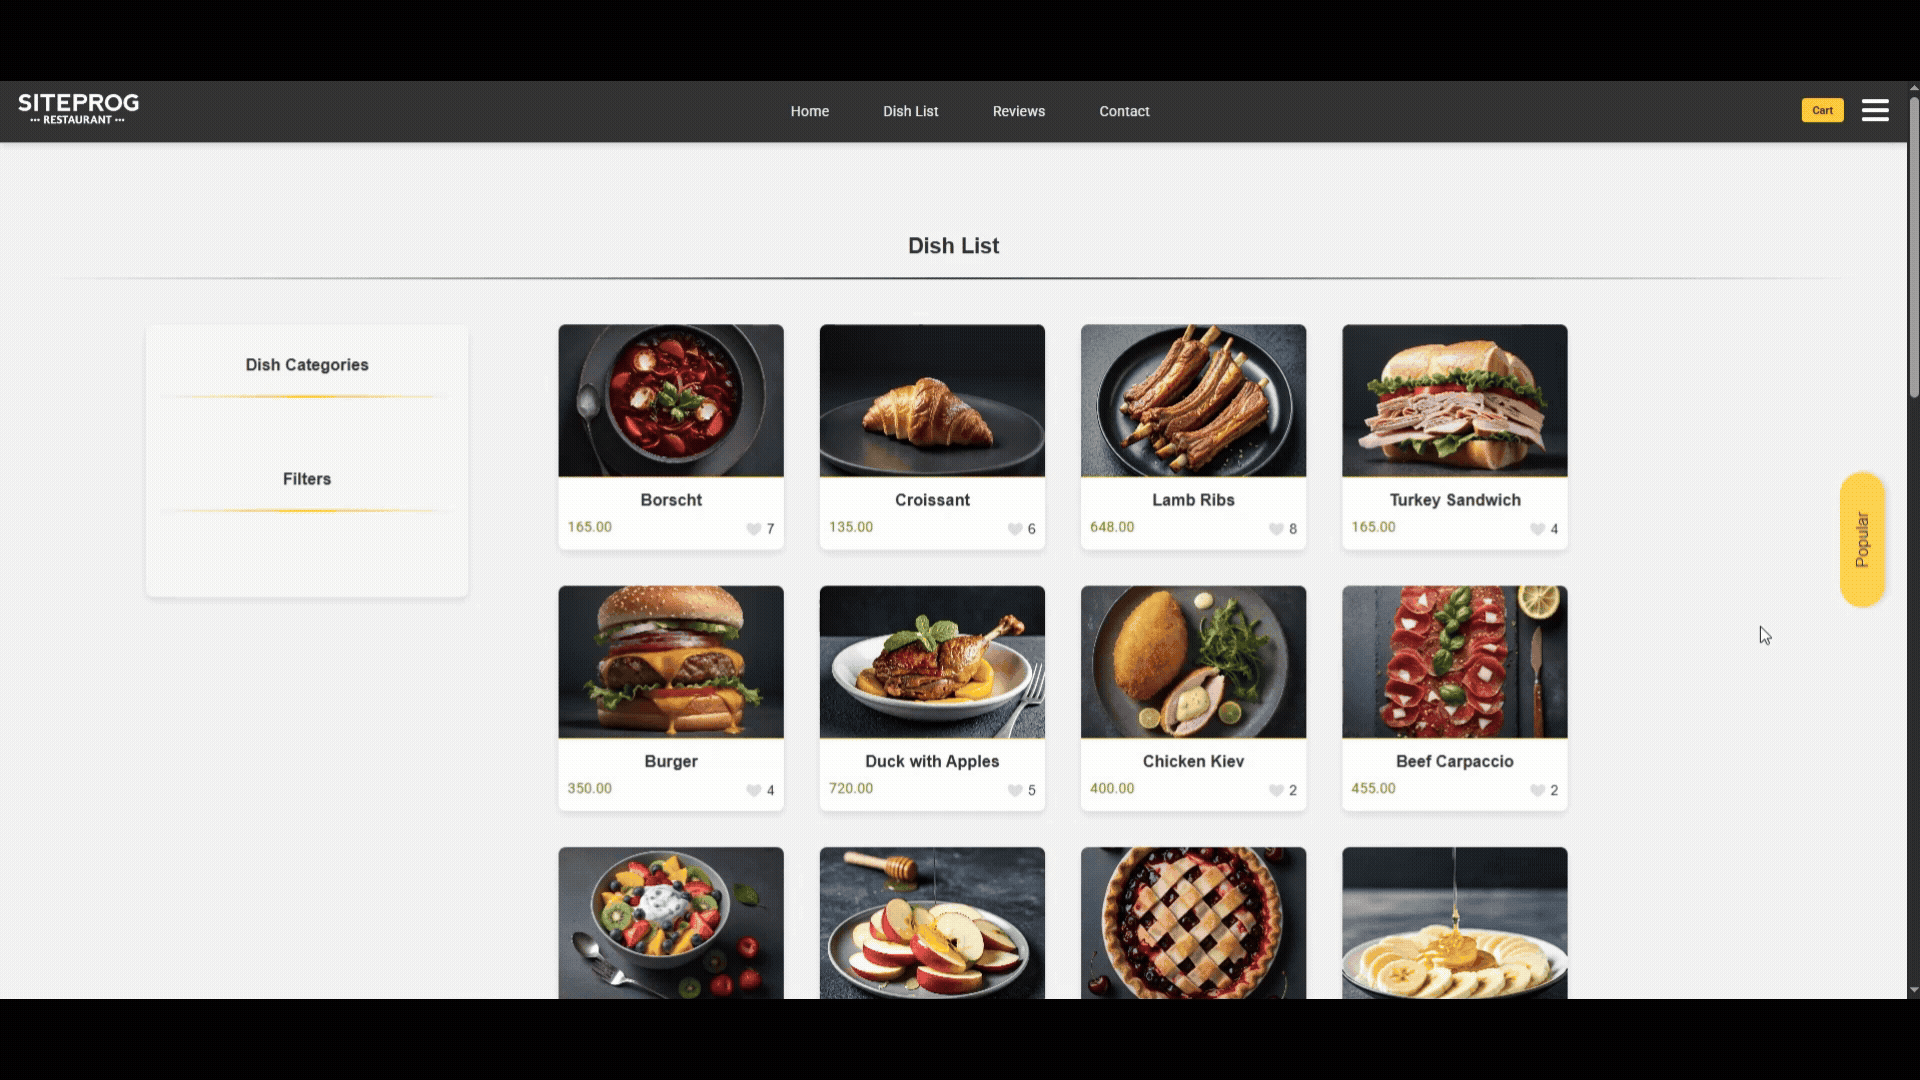 SITEPROG
··· RESTAURANT ···
Home
Dish List
Reviews
Contact
Cart
Dish List
Dish Categories
Filters
Borscht
165.00
7
Croissant
135.00
6
Lamb Ribs
648.00
8
Turkey Sandwich
165.00
4
Burger
350.00
4
Duck with Apples
720.00
5
Chicken Kiev
400.00
2
Beef Carpaccio
455.00
2
Popular